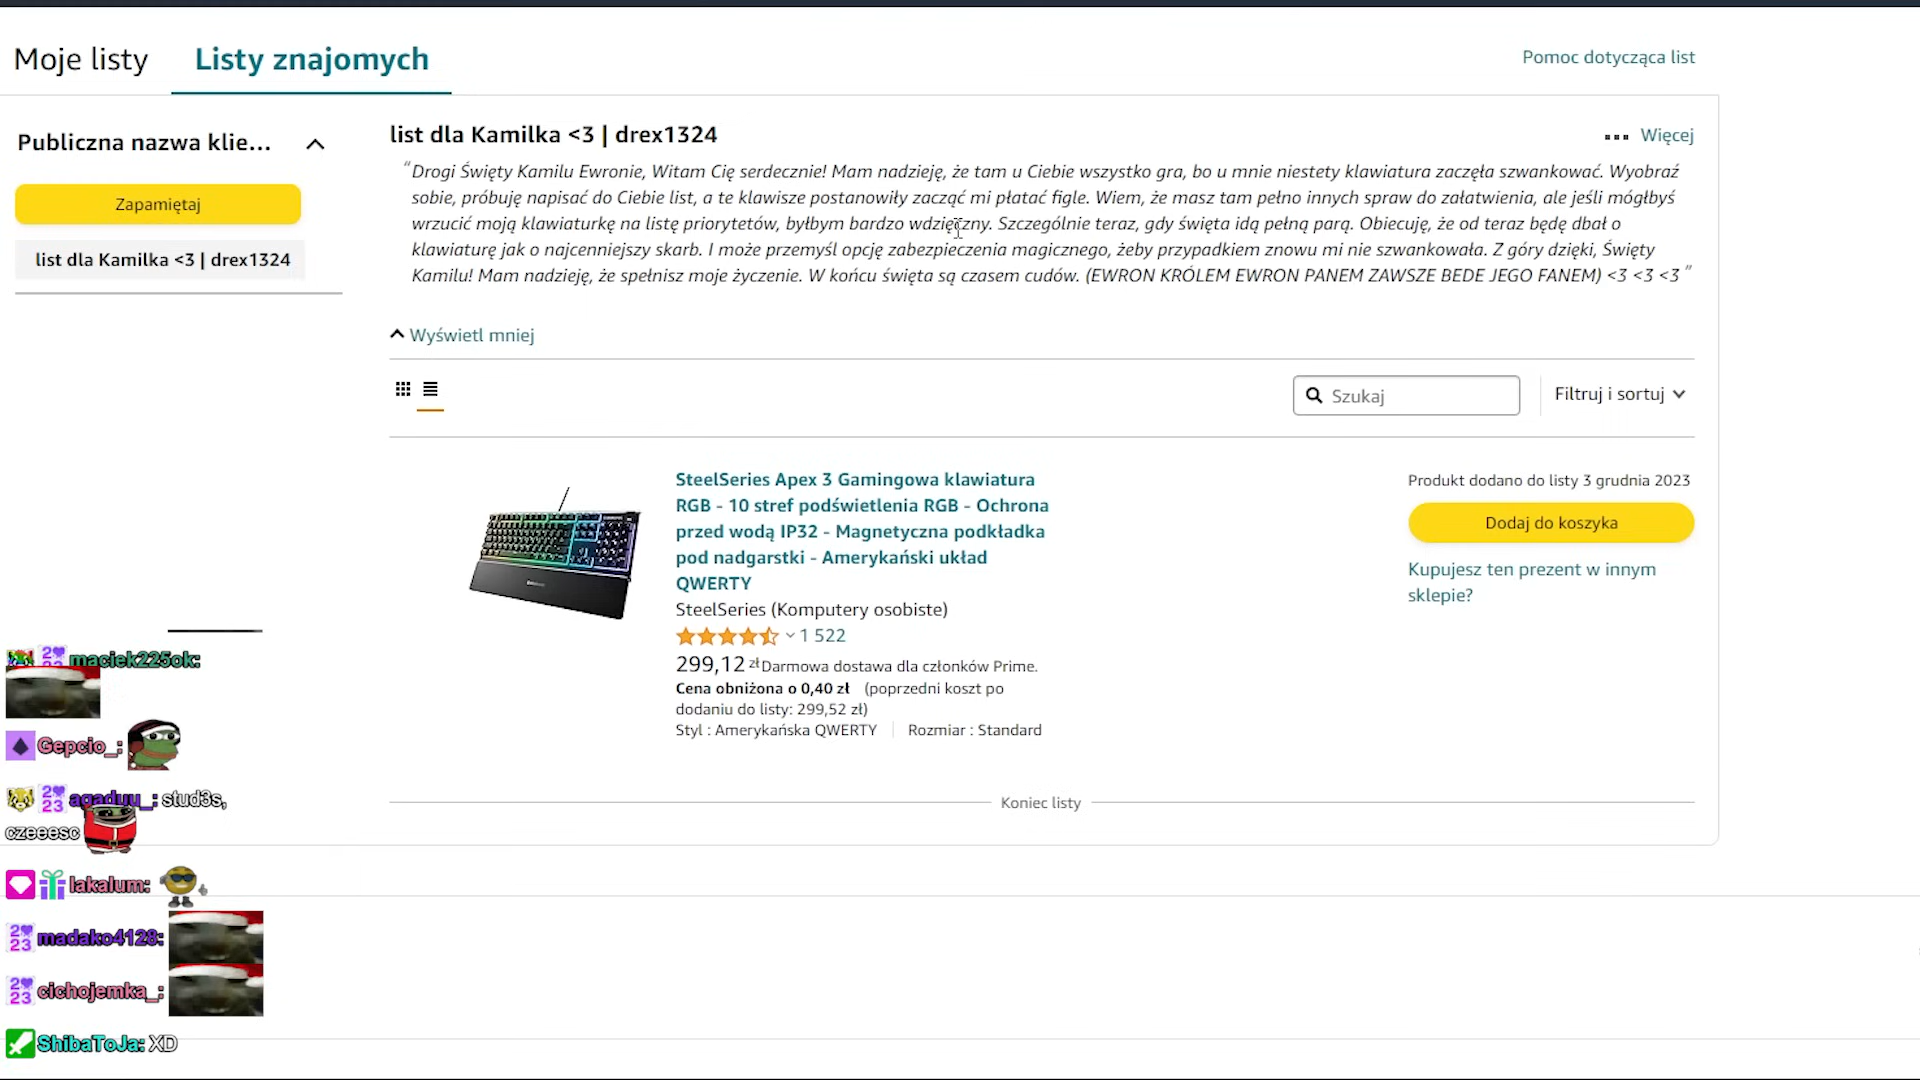 Moje listy
Listy znajomych
Pomoc dotycząca list
Publiczna nazwa klie...
Zapamiętaj
list dla Kamilka <3 | drex1324
list dla Kamilka <3 | drex1324
Więcej
“Drogi Święty Kamilu Ewronie, Witam Cię serdecznie! Mam nadzieję, że tam u Ciebie wszystko gra, bo u mnie niestety klawiatura zaczęła szwankować. Wyobraź
sobie, próbuję napisać do Ciebie list, a te klawisze postanowiły zacząć mi płatać figle. Wiem, że masz tam pełno innych spraw do załatwienia, ale jeśli mógłbyś
wrzucić moją klawiaturkę na listę priorytetów, byłbym bardzo wdzięczny. Szczególnie teraz, gdy święta idą pełną parą. Obiecuję, że od teraz będę dbał o
klawiaturę jak o najcenniejszy skarb. I może przemyśl opcję zabezpieczenia magicznego, żeby przypadkiem znowu mi nie szwankowała. Z góry dzięki, Święty
Kamilu! Mam nadzieję, że spełnisz moje życzenie. W końcu święta są czasem cudów. (EWRON KRÓLEM EWRON PANEM ZAWSZE BEDE JEGO FANEM) <3 <3 <3 ”
Wyświetl mniej
Szukaj
Filtruj i sortuj
SteelSeries Apex 3 Gamingowa klawiatura
RGB - 10 stref podświetlenia RGB - Ochrona
przed wodą IP32 - Magnetyczna podkładka
pod nadgarstki - Amerykański układ
QWERTY
SteelSeries (Komputery osobiste)
1 522
299,12 zł Darmowa dostawa dla członków Prime.
Cena obniżona o 0,40 zł (poprzedni koszt po
dodaniu do listy: 299,52 zł)
Styl : Amerykańska QWERTY | Rozmiar : Standard
Produkt dodano do listy 3 grudnia 2023
Dodaj do koszyka
Kupujesz ten prezent w innym
sklepie?
Koniec listy
maciek225ok:
Gepcio_:
agaduu_: stud3s,
czeeesc
lakalum:
madako4128:
cichojemka_:
ShibaToJa: XD